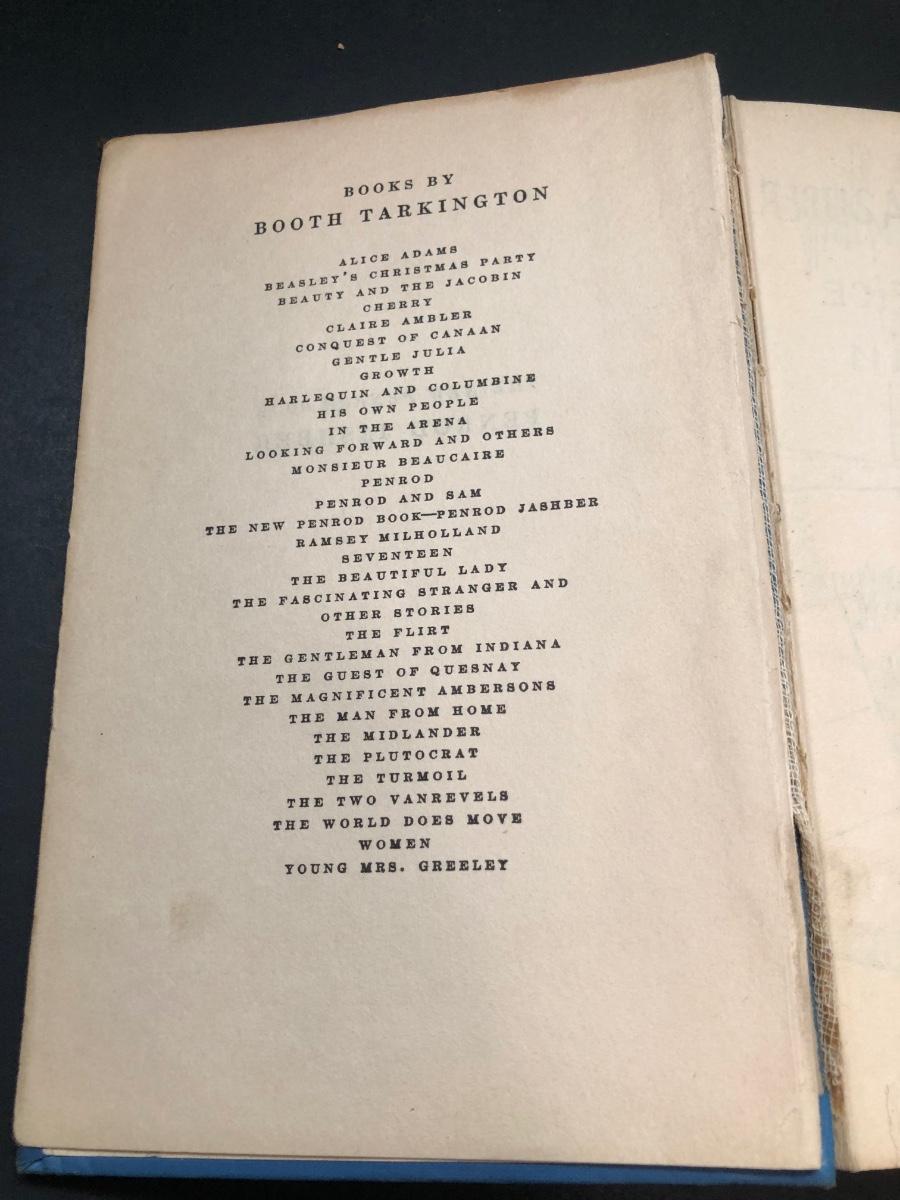 BOOKS BY
BOOTH TARKINGTON
ALICE ADAMS
BEASLEY'S CHRISTMAS PARTY
BEAUTY AND THE JACOBIN
CHERRY
CLAIRE AMBLER
CONQUEST OF CANAAN
GENTLE JULIA
GROWTH
HARLEQUIN AND COLUMBINE
HIS OWN PEOPLE
IN THE ARENA
LOOKING FORWARD AND OTHERS
MONSIEUR BEAUCAIRE
PENROD
PENROD AND SAM
THE NEW PENROD BOOK—PENROD JASHBER
RAMSEY MILHOLLAND
SEVENTEEN
THE BEAUTIFUL LADY
THE FASCINATING STRANGER AND
OTHER STORIES
THE FLIRT
THE GENTLEMAN FROM INDIANA
THE GUEST OF QUESNAY
THE MAGNIFICENT AMBERSONS
THE MAN FROM HOME
THE MIDLANDER
THE PLUTOCRAT
THE TURMOIL
THE TWO VANREVELS
THE WORLD DOES MOVE
WOMEN
YOUNG MRS. GREELEY